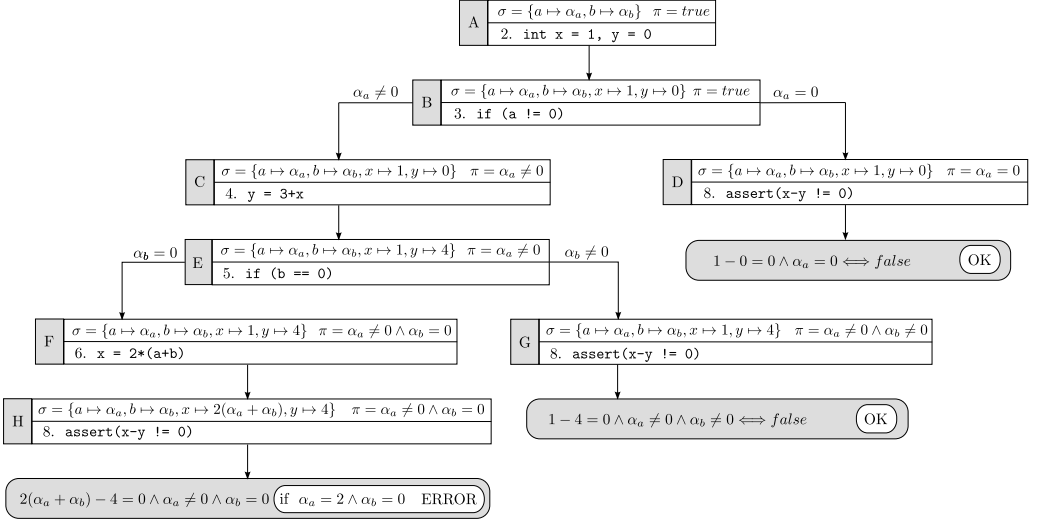 A σ = {a ↦ α_a, b ↦ α_b} π = true
2. int x = 1, y = 0
α_a ≠ 0
B σ = {a ↦ α_a, b ↦ α_b, x ↦ 1, y ↦ 0} π = true
α_a = 0
3. if (a != 0)
C σ = {a ↦ α_a, b ↦ α_b, x ↦ 1, y ↦ 0} π = α_a ≠ 0
4. y = 3+x
D σ = {a ↦ α_a, b ↦ α_b, x ↦ 1, y ↦ 0} π = α_a = 0
8. assert(x-y != 0)
1 − 0 = 0 ∧ α_a = 0 ⟺ false OK
α_b = 0
E σ = {a ↦ α_a, b ↦ α_b, x ↦ 1, y ↦ 4} π = α_a ≠ 0
α_b ≠ 0
5. if (b == 0)
F σ = {a ↦ α_a, b ↦ α_b, x ↦ 1, y ↦ 4} π = α_a ≠ 0 ∧ α_b = 0
6. x = 2*(a+b)
G σ = {a ↦ α_a, b ↦ α_b, x ↦ 1, y ↦ 4} π = α_a ≠ 0 ∧ α_b ≠ 0
8. assert(x-y != 0)
H σ = {a ↦ α_a, b ↦ α_b, x ↦ 2(α_a + α_b), y ↦ 4} π = α_a ≠ 0 ∧ α_b = 0
8. assert(x-y != 0)
1 − 4 = 0 ∧ α_a ≠ 0 ∧ α_b ≠ 0 ⟺ false OK
2(α_a + α_b) − 4 = 0 ∧ α_a ≠ 0 ∧ α_b = 0 if α_a = 2 ∧ α_b = 0 ERROR